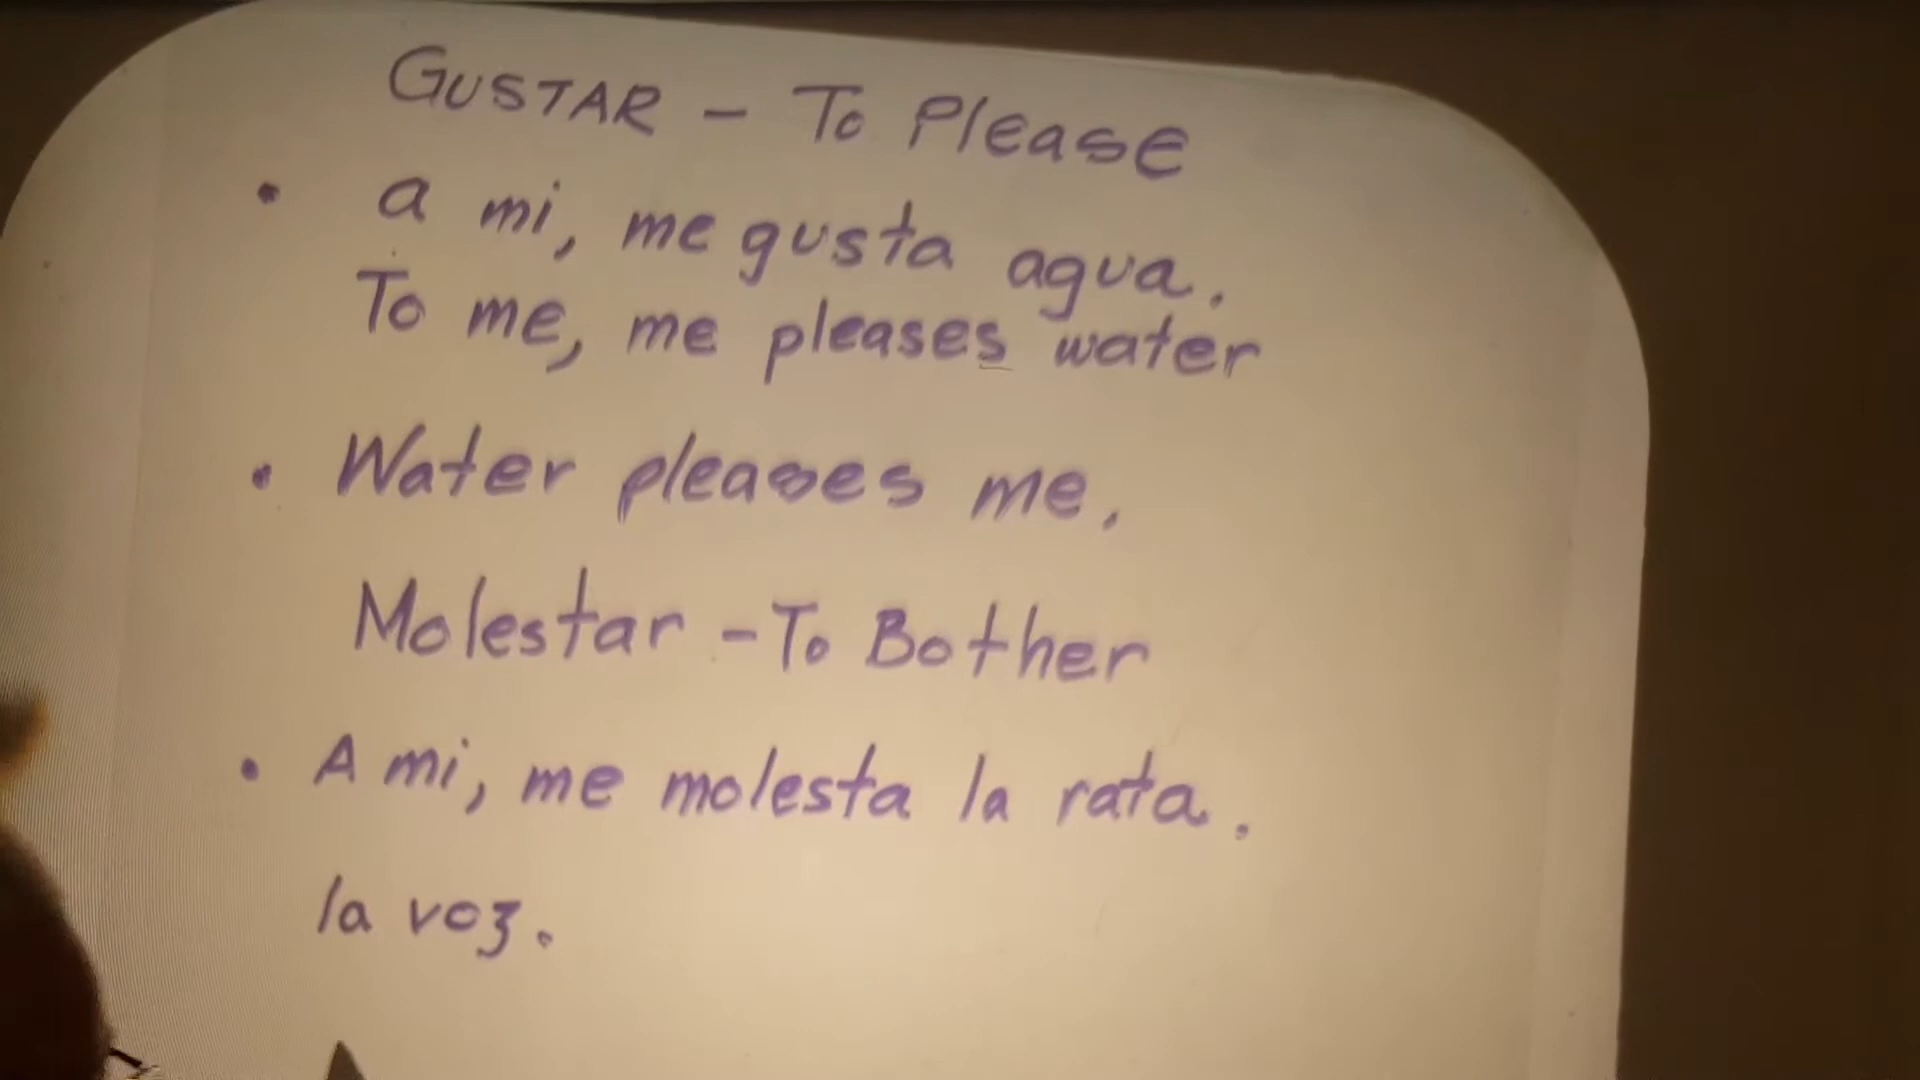 GUSTAR - To Please
• a mi, me gusta agua.
To me, me pleases water
• Water pleases me.
Molestar - To Bother
• A mi, me molesta la rata.
la voz.